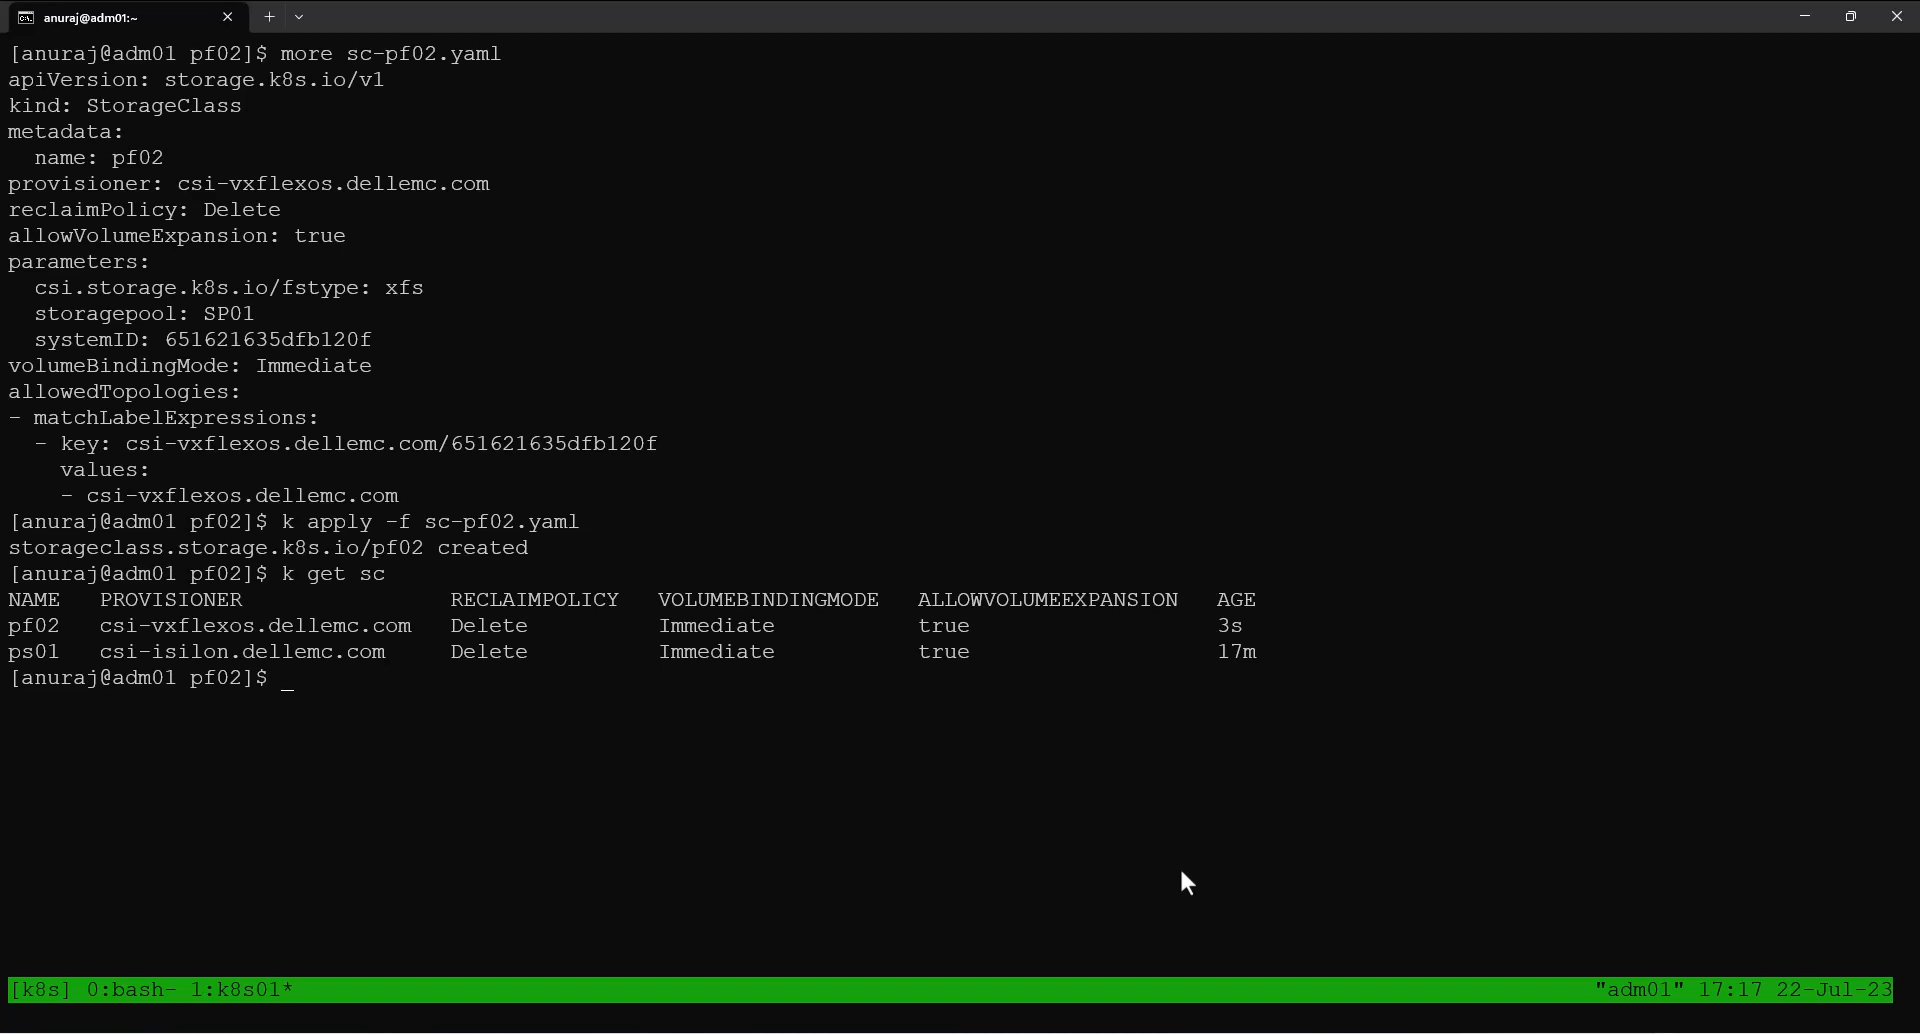 anuraj@adm01:~
[anuraj@adm01 pf02]$ more sc-pf02.yaml
apiVersion: storage.k8s.io/v1
kind: StorageClass
metadata:
  name: pf02
provisioner: csi-vxflexos.dellemc.com
reclaimPolicy: Delete
allowVolumeExpansion: true
parameters:
  csi.storage.k8s.io/fstype: xfs
  storagepool: SP01
  systemID: 651621635dfb120f
volumeBindingMode: Immediate
allowedTopologies:
- matchLabelExpressions:
  - key: csi-vxflexos.dellemc.com/651621635dfb120f
    values:
    - csi-vxflexos.dellemc.com
[anuraj@adm01 pf02]$ k apply -f sc-pf02.yaml
storageclass.storage.k8s.io/pf02 created
[anuraj@adm01 pf02]$ k get sc
NAME   PROVISIONER                RECLAIMPOLICY   VOLUMEBINDINGMODE   ALLOWVOLUMEEXPANSION   AGE
pf02   csi-vxflexos.dellemc.com   Delete          Immediate           true                   3s
ps01   csi-isilon.dellemc.com     Delete          Immediate           true                   17m
[anuraj@adm01 pf02]$ _
[k8s] 0:bash- 1:k8s01* "adm01" 17:17 22-Jul-23